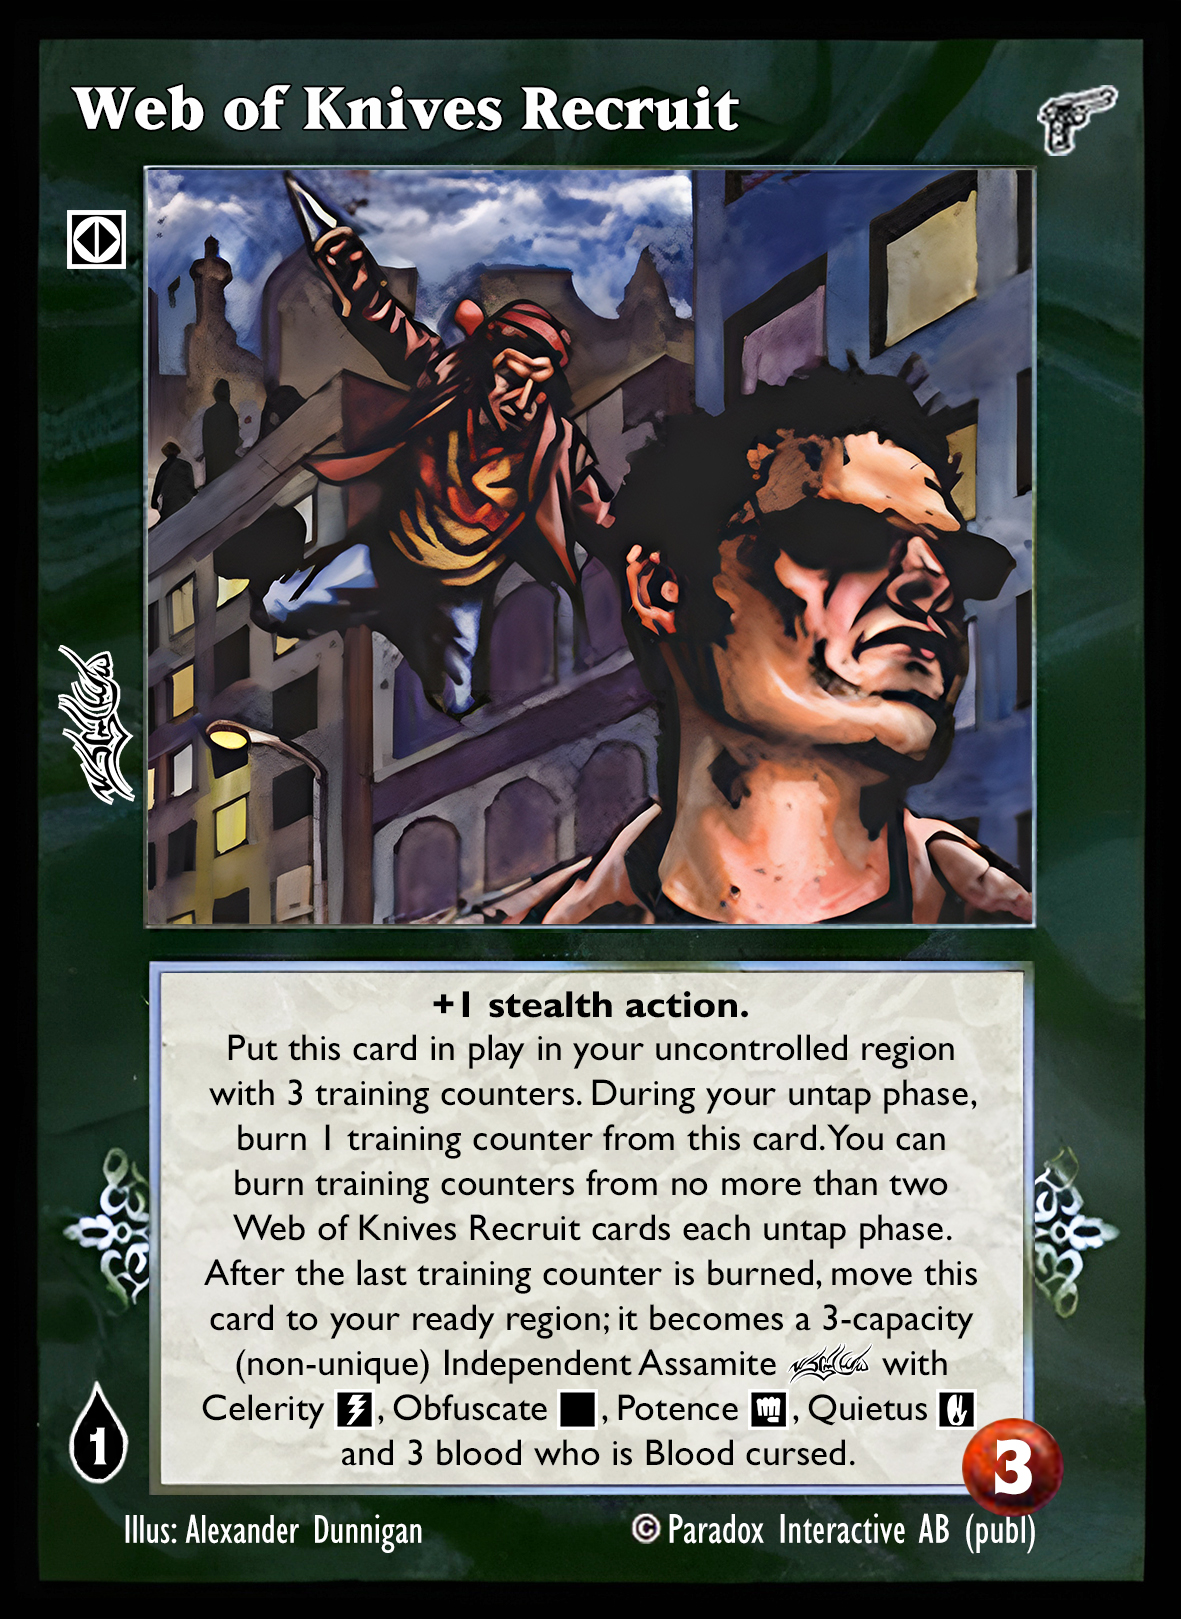 Web of Knives Recruit
+1 stealth action.
Put this card in play in your uncontrolled region
with 3 training counters. During your untap phase,
burn 1 training counter from this card. You can
burn training counters from no more than two
Web of Knives Recruit cards each untap phase.
After the last training counter is burned, move this
card to your ready region; it becomes a 3-capacity
(non-unique) Independent Assamite with
Celerity , Obfuscate , Potence , Quietus
and 3 blood who is Blood cursed.
1
3
Illus: Alexander Dunnigan
© Paradox Interactive AB (publ)